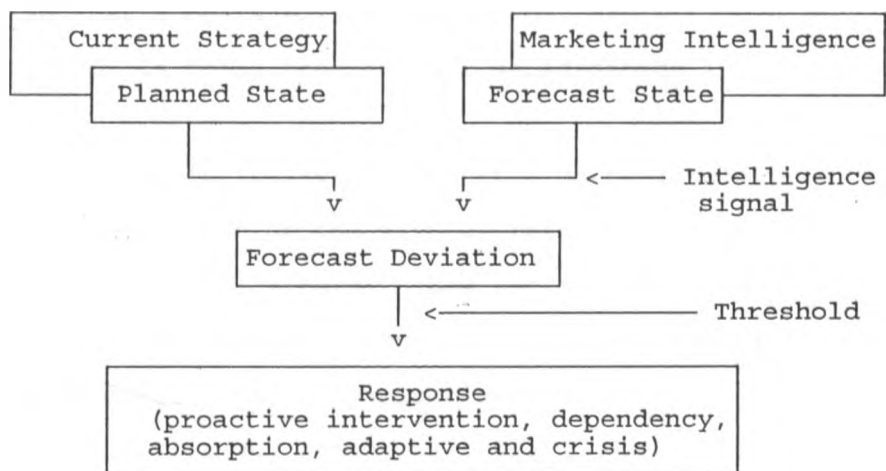 Current Strategy
Marketing Intelligence
Planned State
Forecast State
Intelligence
signal
Forecast Deviation
Threshold
Response
(proactive intervention, dependency,
absorption, adaptive and crisis)